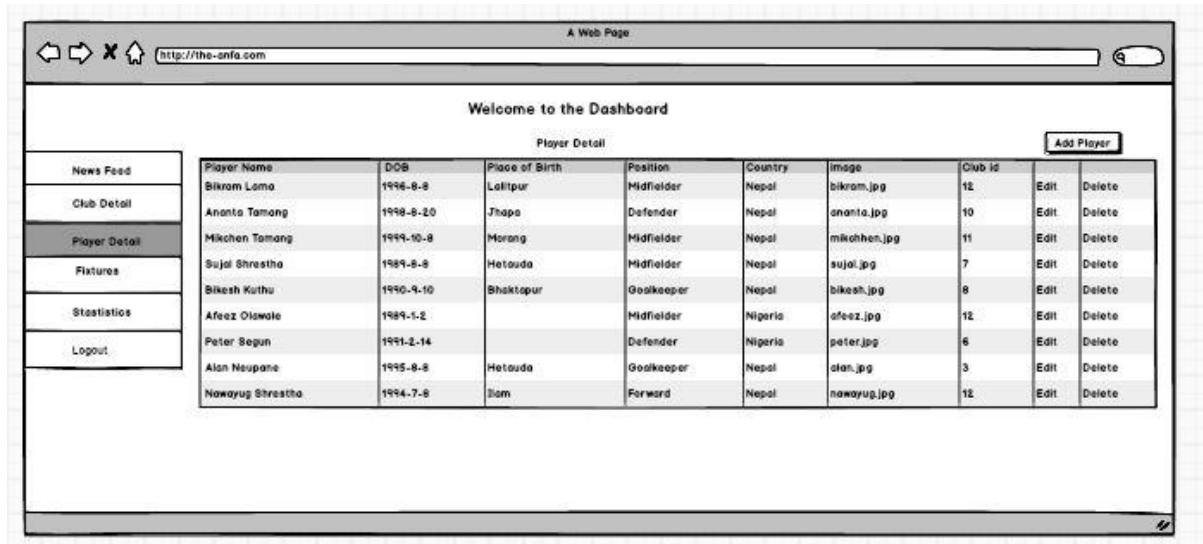 A Web Page
http://the-anfa.com
Welcome to the Dashboard
Player Detail
Add Player
News Feed
Club Detail
Player Detail
Fixtures
Stastistics
Logout
Player Name DOB Place of Birth Position Country image Club id
Bikram Lama 1996-8-8 Lalitpur Midfielder Nepal bikram.jpg 12 Edit Delete
Ananta Tamang 1998-8-20 Jhapa Defender Nepal ananta.jpg 10 Edit Delete
Mikchen Tamang 1999-10-8 Morang Midfielder Nepal mikchhen.jpg 11 Edit Delete
Sujal Shrestha 1989-8-8 Hetauda Midfielder Nepal sujal.jpg 7 Edit Delete
Bikesh Kuthu 1990-9-10 Bhaktapur Goalkeeper Nepal bikesh.jpg 8 Edit Delete
Afeez Olawale 1989-1-2 Midfielder Nigeria afeez.jpg 12 Edit Delete
Peter Segun 1991-2-14 Defender Nigeria peter.jpg 6 Edit Delete
Alan Neupane 1995-8-8 Hetauda Goalkeeper Nepal alan.jpg 3 Edit Delete
Nawayug Shrestha 1994-7-8 Ilam Forward Nepal nawayug.jpg 12 Edit Delete